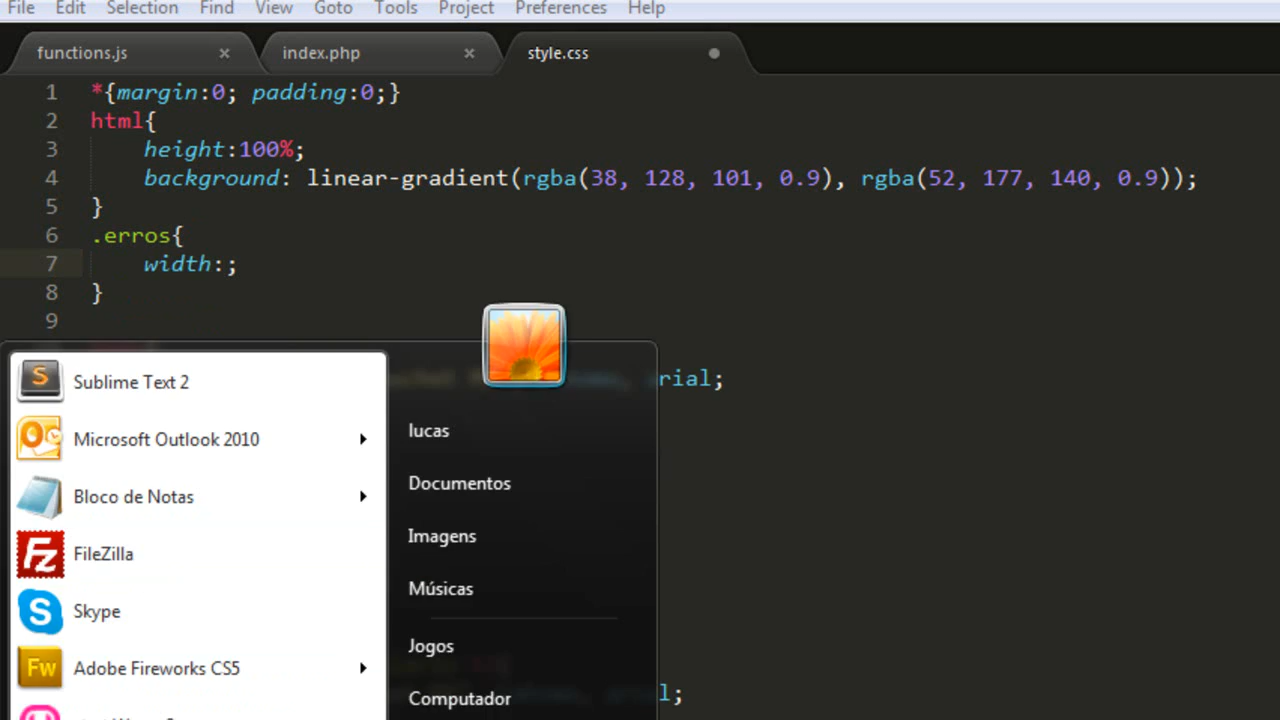 File Edit Selection Find View Goto Tools Project Preferences Help
functions.js × index.php × style.css
1 *{margin:0; padding:0;}
2 html{
3 height:100%;
4 background: linear-gradient(rgba(38, 128, 101, 0.9), rgba(52, 177, 140, 0.9));
5 }
6 .erros{
7 width:;
8 }
9
rial;
l;
S Sublime Text 2
Microsoft Outlook 2010
Bloco de Notas
Fz FileZilla
S Skype
Fw Adobe Fireworks CS5
lucas
Documentos
Imagens
Músicas
Jogos
Computador